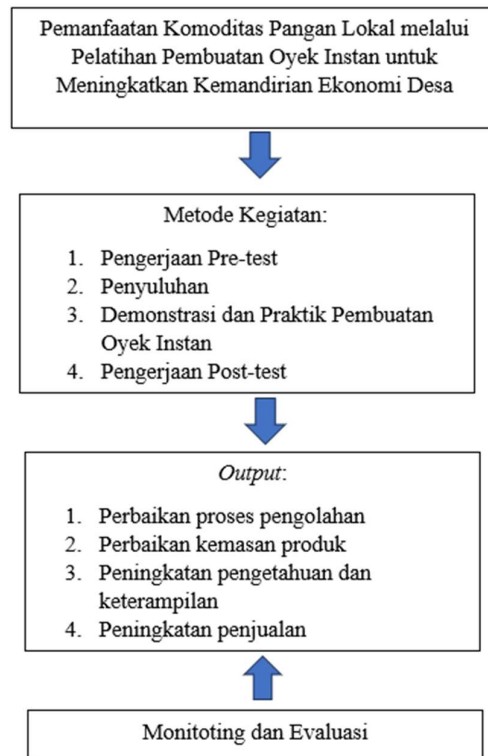 Pemanfaatan Komoditas Pangan Lokal melalui
Pelatihan Pembuatan Oyek Instan untuk
Meningkatkan Kemandirian Ekonomi Desa
Metode Kegiatan:
1. Pengerjaan Pre-test
2. Penyuluhan
3. Demonstrasi dan Praktik Pembuatan
Oyek Instan
4. Pengerjaan Post-test
Output:
1. Perbaikan proses pengolahan
2. Perbaikan kemasan produk
3. Peningkatan pengetahuan dan
keterampilan
4. Peningkatan penjualan
Monitoting dan Evaluasi